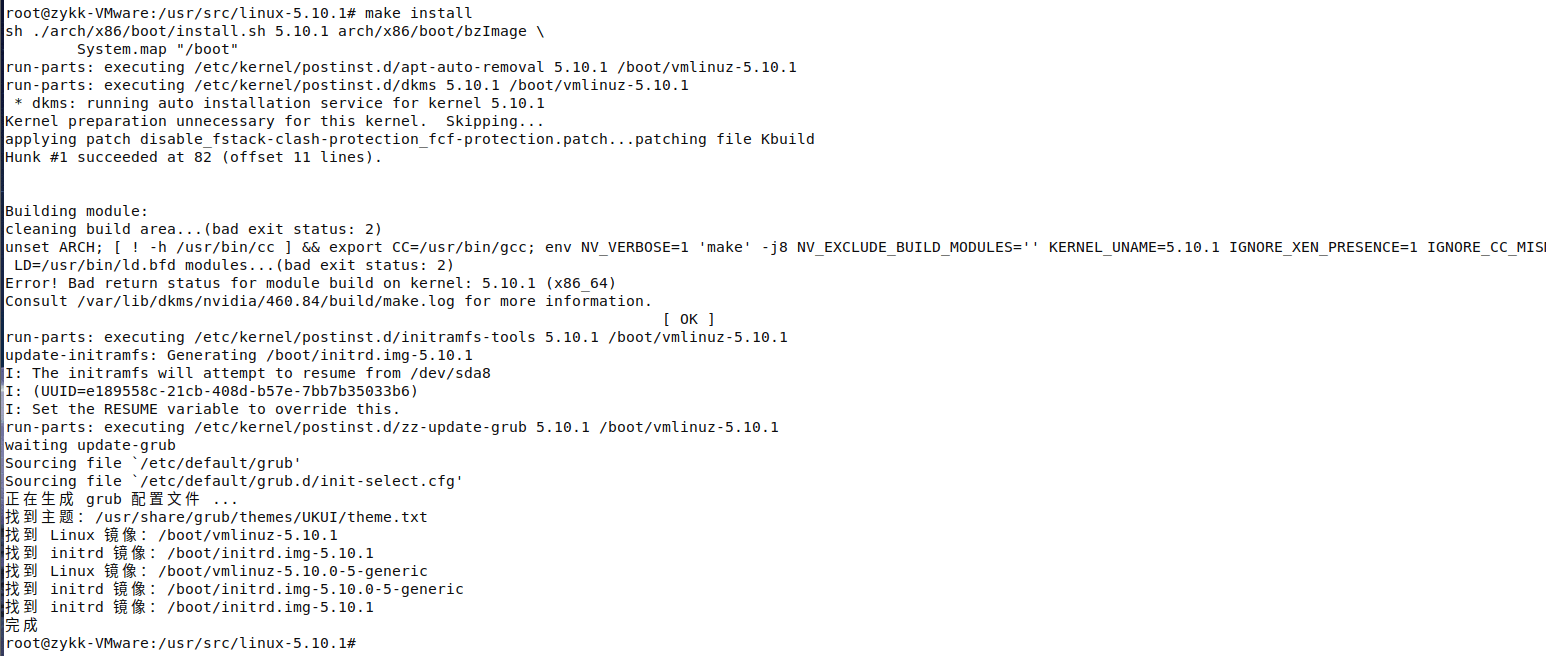 root@zykk-VMware:/usr/src/linux-5.10.1# make install
sh ./arch/x86/boot/install.sh 5.10.1 arch/x86/boot/bzImage \
        System.map "/boot"
run-parts: executing /etc/kernel/postinst.d/apt-auto-removal 5.10.1 /boot/vmlinuz-5.10.1
run-parts: executing /etc/kernel/postinst.d/dkms 5.10.1 /boot/vmlinuz-5.10.1
 * dkms: running auto installation service for kernel 5.10.1
Kernel preparation unnecessary for this kernel.  Skipping...
applying patch disable_fstack-clash-protection_fcf-protection.patch...patching file Kbuild
Hunk #1 succeeded at 82 (offset 11 lines).
Building module:
cleaning build area...(bad exit status: 2)
unset ARCH; [ ! -h /usr/bin/cc ] && export CC=/usr/bin/gcc; env NV_VERBOSE=1 'make' -j8 NV_EXCLUDE_BUILD_MODULES='' KERNEL_UNAME=5.10.1 IGNORE_XEN_PRESENCE=1
 LD=/usr/bin/ld.bfd modules...(bad exit status: 2)
Error! Bad return status for module build on kernel: 5.10.1 (x86_64)
Consult /var/lib/dkms/nvidia/460.84/build/make.log for more information.
[ OK ]
run-parts: executing /etc/kernel/postinst.d/initramfs-tools 5.10.1 /boot/vmlinuz-5.10.1
update-initramfs: Generating /boot/initrd.img-5.10.1
I: The initramfs will attempt to resume from /dev/sda8
I: (UUID=e189558c-21cb-408d-b57e-7bb7b35033b6)
I: Set the RESUME variable to override this.
run-parts: executing /etc/kernel/postinst.d/zz-update-grub 5.10.1 /boot/vmlinuz-5.10.1
waiting update-grub
Sourcing file `/etc/default/grub'
Sourcing file `/etc/default/grub.d/init-select.cfg'
正在生成 grub 配置文件 ...
找到主题：/usr/share/grub/themes/UKUI/theme.txt
找到 Linux 镜像：/boot/vmlinuz-5.10.1
找到 initrd 镜像：/boot/initrd.img-5.10.1
找到 Linux 镜像：/boot/vmlinuz-5.10.0-5-generic
找到 initrd 镜像：/boot/initrd.img-5.10.0-5-generic
找到 initrd 镜像：/boot/initrd.img-5.10.1
完成
root@zykk-VMware:/usr/src/linux-5.10.1#